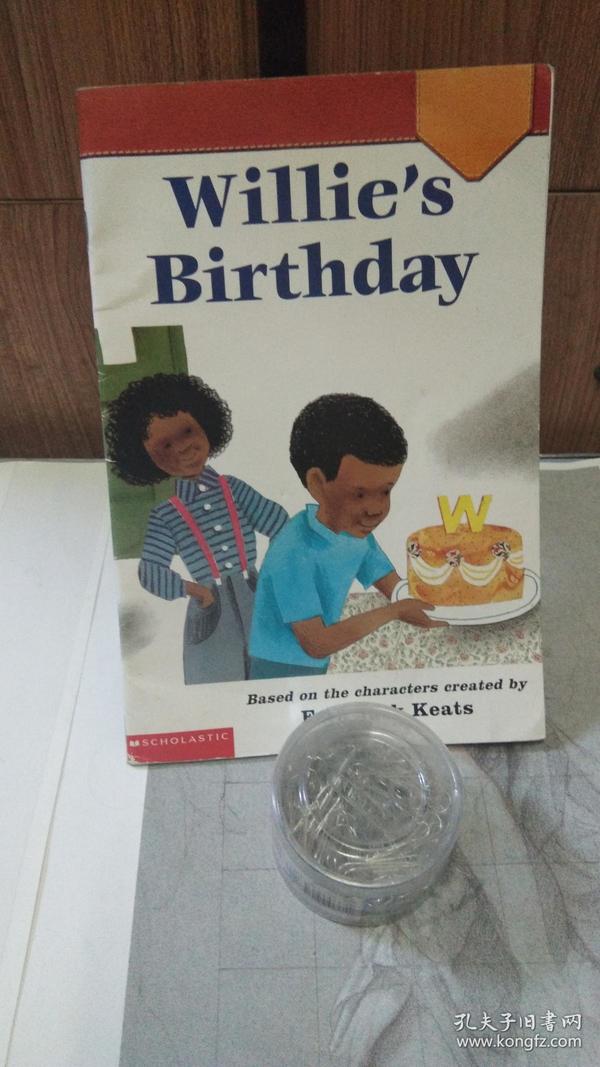 Willie's
Birthday
W
Based on the characters created by
Keats
SCHOLASTIC
孔夫子旧书网
www.kongfz.com